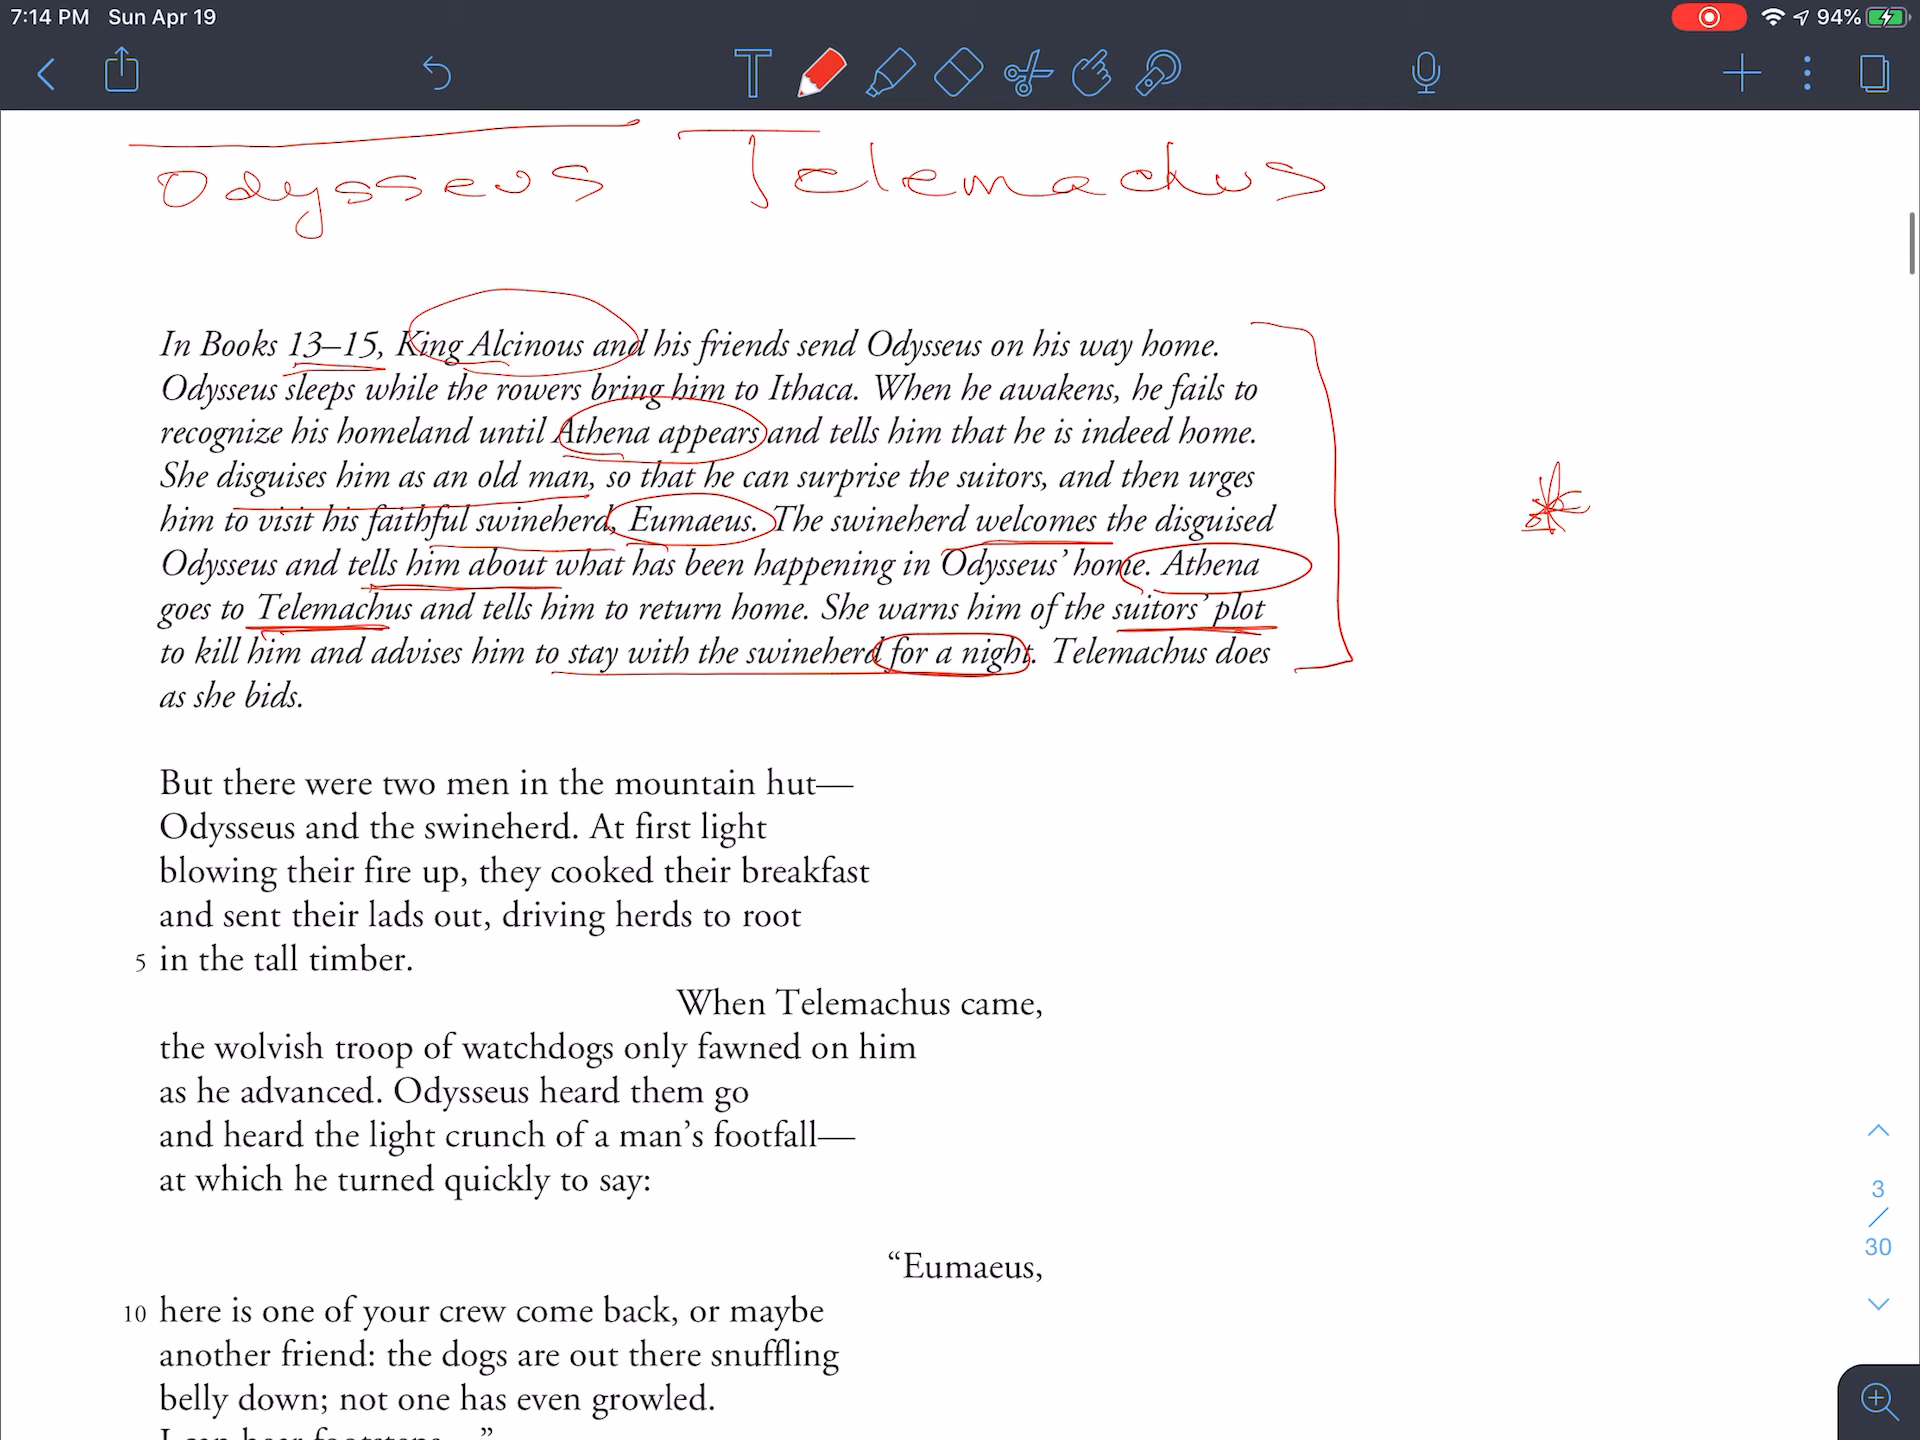 7:14 PM Sun Apr 19 94%
T
Odysseus Telemachus
In Books 13–15, King Alcinous and his friends send Odysseus on his way home.
Odysseus sleeps while the rowers bring him to Ithaca. When he awakens, he fails to
recognize his homeland until Athena appears and tells him that he is indeed home.
She disguises him as an old man, so that he can surprise the suitors, and then urges
him to visit his faithful swineherd, Eumaeus. The swineherd welcomes the disguised
Odysseus and tells him about what has been happening in Odysseus’ home. Athena
goes to Telemachus and tells him to return home. She warns him of the suitors’ plot
to kill him and advises him to stay with the swineherd for a night. Telemachus does
as she bids.
But there were two men in the mountain hut—
Odysseus and the swineherd. At first light
blowing their fire up, they cooked their breakfast
and sent their lads out, driving herds to root
5 in the tall timber.
When Telemachus came,
the wolvish troop of watchdogs only fawned on him
as he advanced. Odysseus heard them go
and heard the light crunch of a man’s footfall—
at which he turned quickly to say:
“Eumaeus,
10 here is one of your crew come back, or maybe
another friend: the dogs are out there snuffling
belly down; not one has even growled.
I can hear footsteps—”
3
/
30